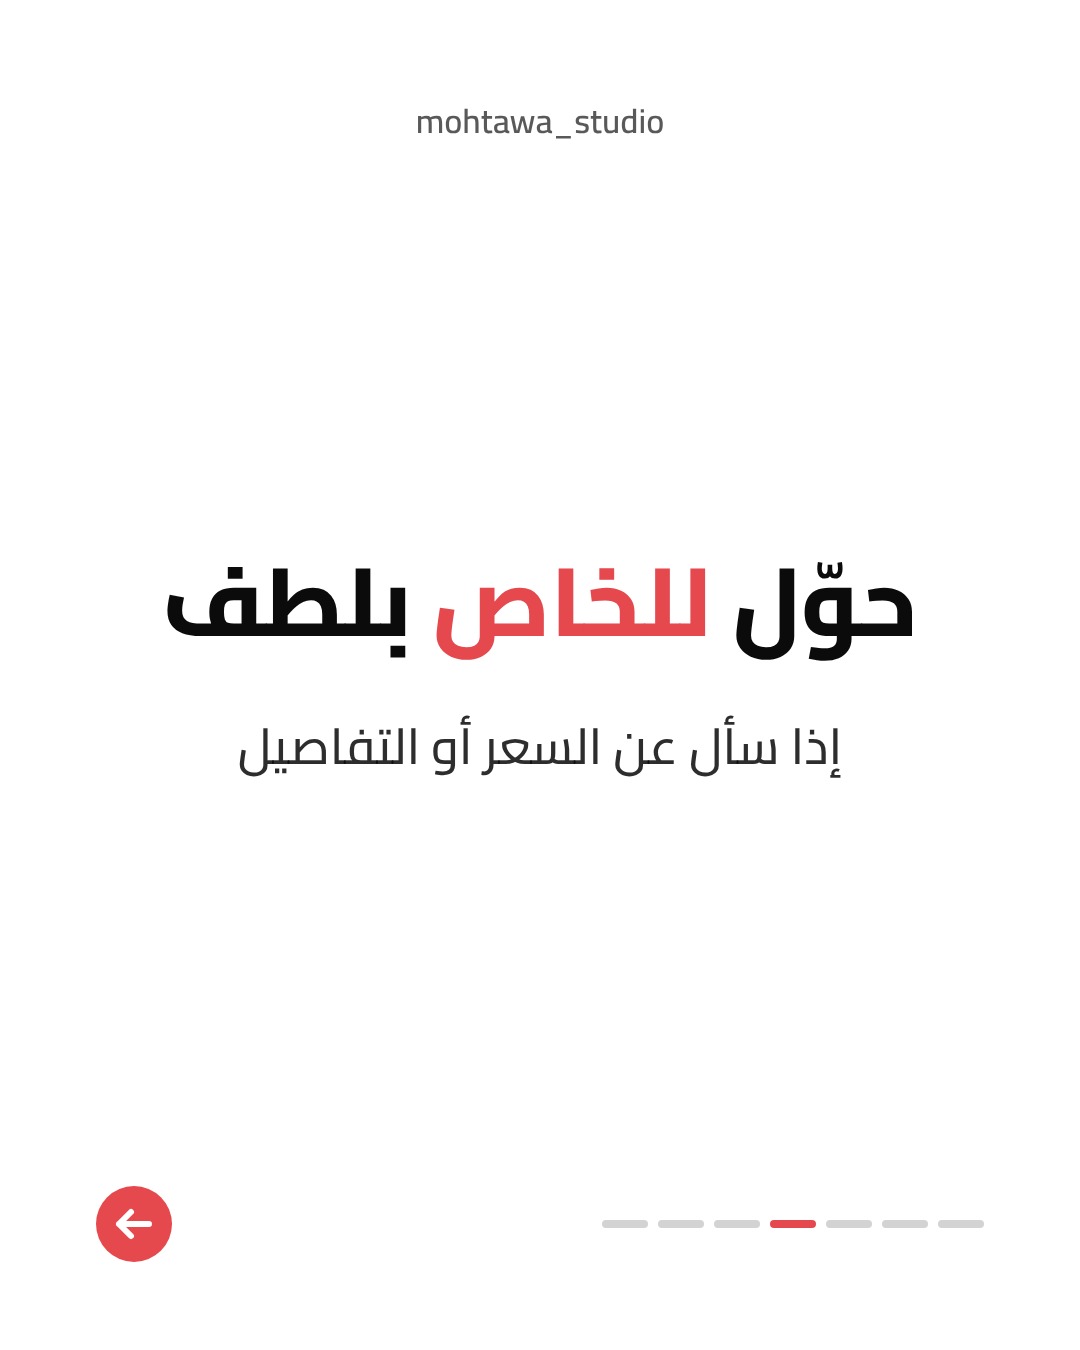 mohtawa_studio
حوّل للخاص بلطف
إذا سأل عن السعر أو التفاصيل